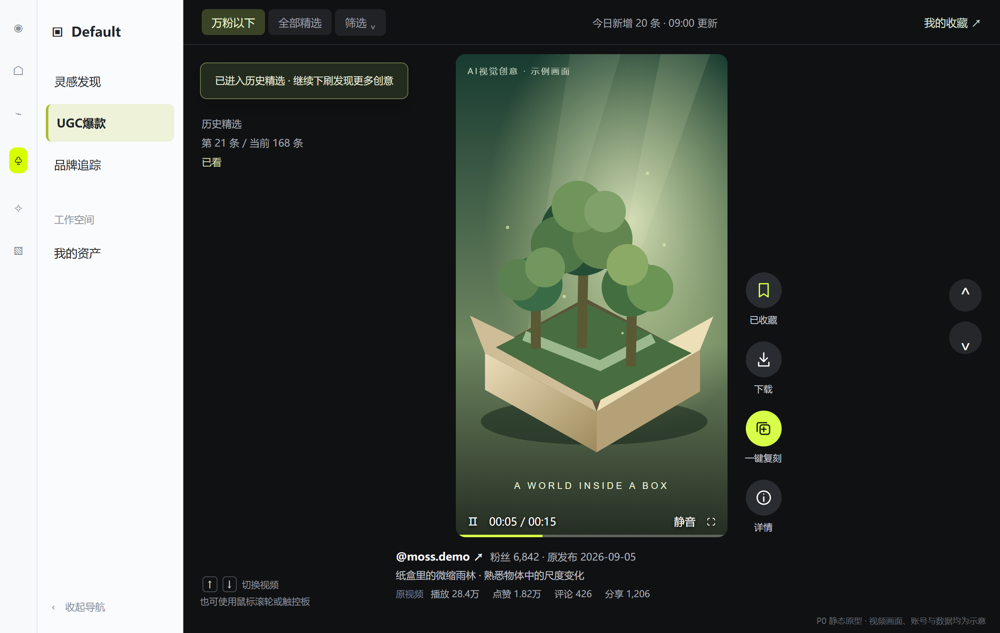 Default
灵感发现
UGC爆款
品牌追踪
工作空间
我的资产
收起导航
万粉以下
全部精选
筛选
今日新增 20 条 · 09:00 更新
我的收藏 ↗
已进入历史精选 · 继续下刷发现更多创意
历史精选
第 21 条 / 当前 168 条
已看
AI视觉创意 · 示例画面
A WORLD INSIDE A BOX
00:05 / 00:15
静音
已收藏
下载
一键复刻
详情
@moss.demo ↗ 粉丝 6,842 · 原发布 2026-09-05
纸盒里的微缩雨林 · 熟悉物体中的尺度变化
原视频 播放 28.4万 点赞 1.82万 评论 426 分享 1,206
↑ ↓ 切换视频
也可使用鼠标滚轮或触控板
P0 静态原型 · 视频画面、账号与数据均为示意